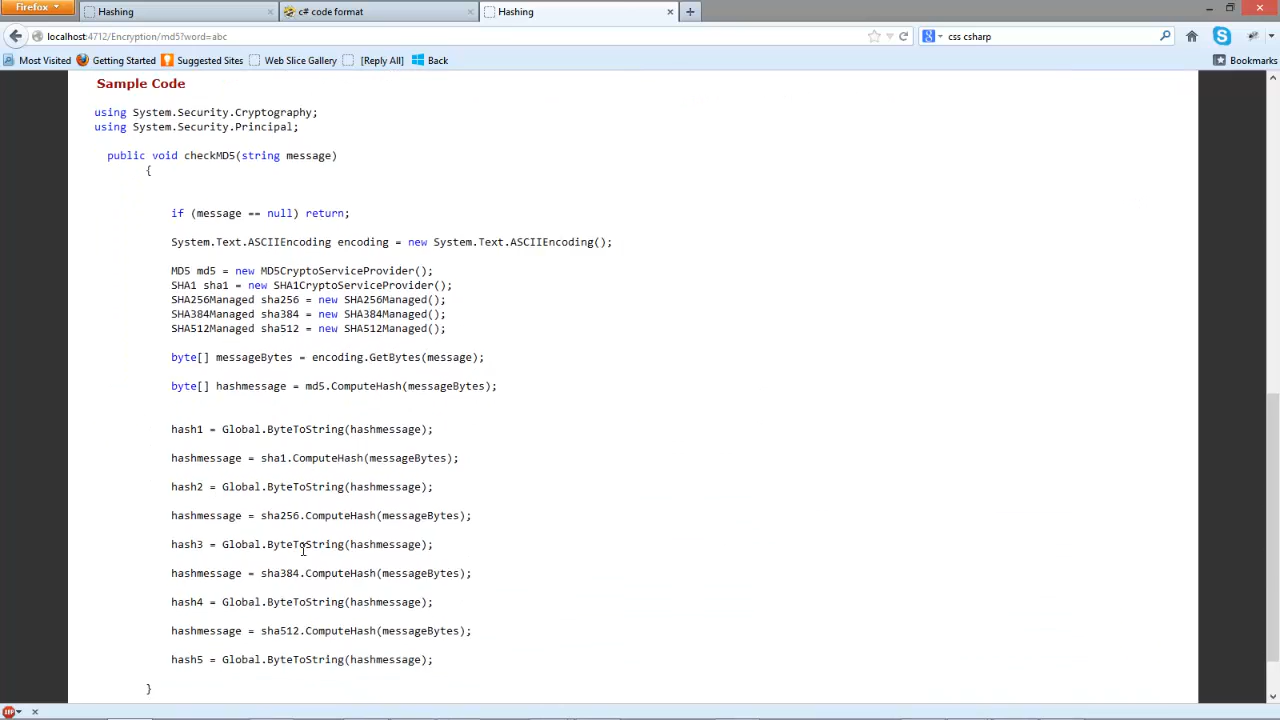 Firefox
Hashing
c# code format
Hashing
localhost:4712/Encryption/md5?word=abc
css csharp
Most Visited
Getting Started
Suggested Sites
Web Slice Gallery
[Reply All]
Back
Bookmarks
Sample Code
using System.Security.Cryptography;
using System.Security.Principal;
public void checkMD5(string message)
{
if (message == null) return;
System.Text.ASCIIEncoding encoding = new System.Text.ASCIIEncoding();
MD5 md5 = new MD5CryptoServiceProvider();
SHA1 sha1 = new SHA1CryptoServiceProvider();
SHA256Managed sha256 = new SHA256Managed();
SHA384Managed sha384 = new SHA384Managed();
SHA512Managed sha512 = new SHA512Managed();
byte[] messageBytes = encoding.GetBytes(message);
byte[] hashmessage = md5.ComputeHash(messageBytes);
hash1 = Global.ByteToString(hashmessage);
hashmessage = sha1.ComputeHash(messageBytes);
hash2 = Global.ByteToString(hashmessage);
hashmessage = sha256.ComputeHash(messageBytes);
hash3 = Global.ByteToString(hashmessage);
hashmessage = sha384.ComputeHash(messageBytes);
hash4 = Global.ByteToString(hashmessage);
hashmessage = sha512.ComputeHash(messageBytes);
hash5 = Global.ByteToString(hashmessage);
}